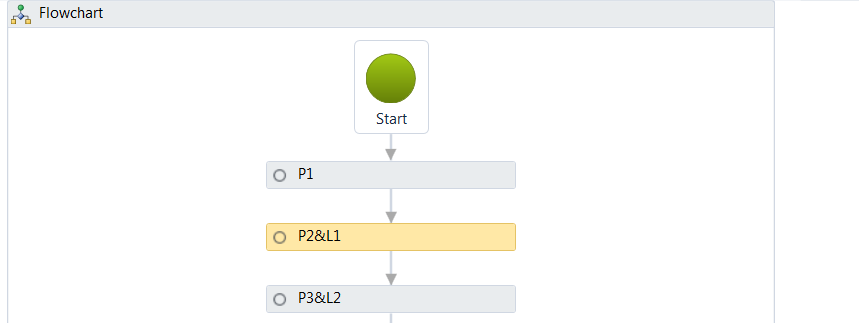 Flowchart
Start
P1
P2&L1
P3&L2